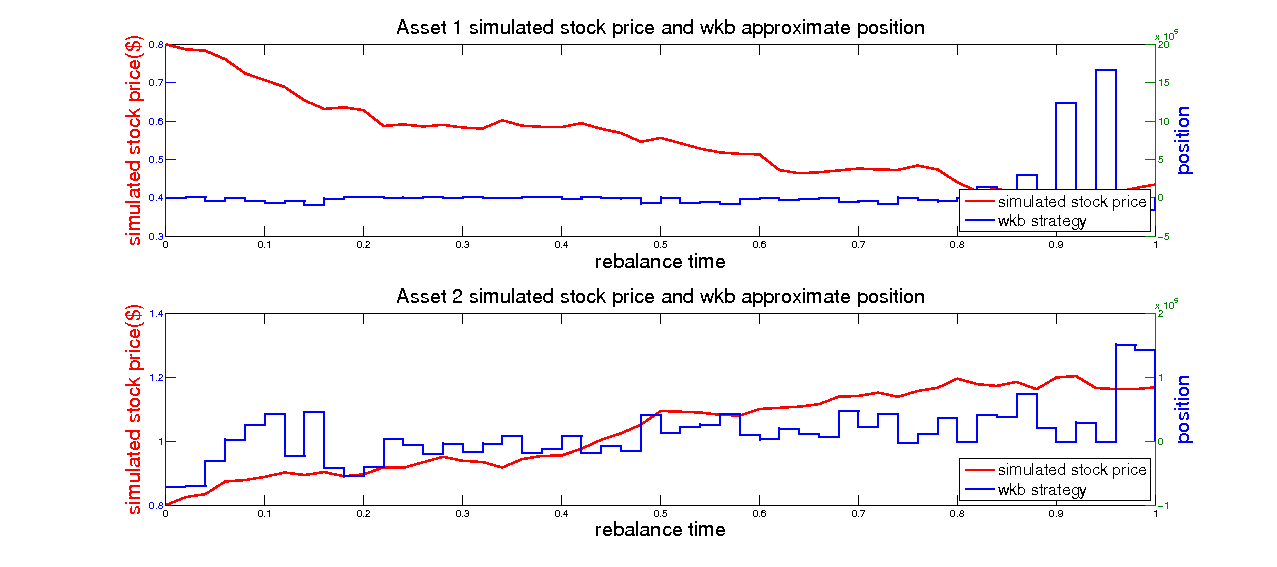 Asset 1 simulated stock price and wkb approximate position
simulated stock price($)
0.8
0.7
0.6
0.5
0.4
0.3
x 10
20
15
10
5
0
-5
position
simulated stock price
wkb strategy
0 0.1 0.2 0.3 0.4 0.5 0.6 0.7 0.8 0.9 1
rebalance time
Asset 2 simulated stock price and wkb approximate position
simulated stock price($)
1.4
1.2
1
0.8
x 10
2
1
0
-1
position
simulated stock price
wkb strategy
0 0.1 0.2 0.3 0.4 0.5 0.6 0.7 0.8 0.9 1
rebalance time